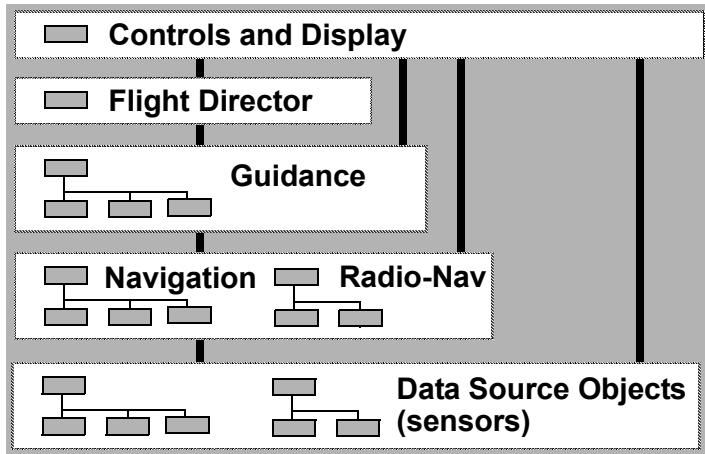 Controls and Display
Flight Director
Guidance
Navigation
Radio-Nav
Data Source Objects
(sensors)